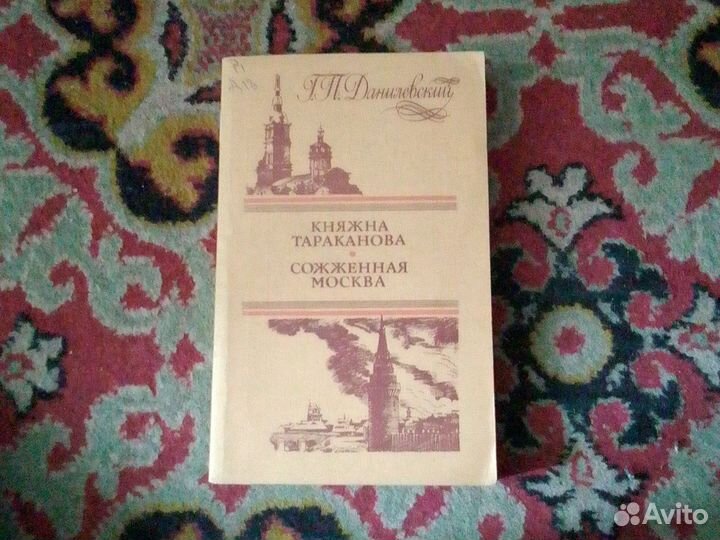 Г.П. Данилевский
КНЯЖНА
ТАРАКАНОВА
СОЖЖЕННАЯ
МОСКВА
Avito